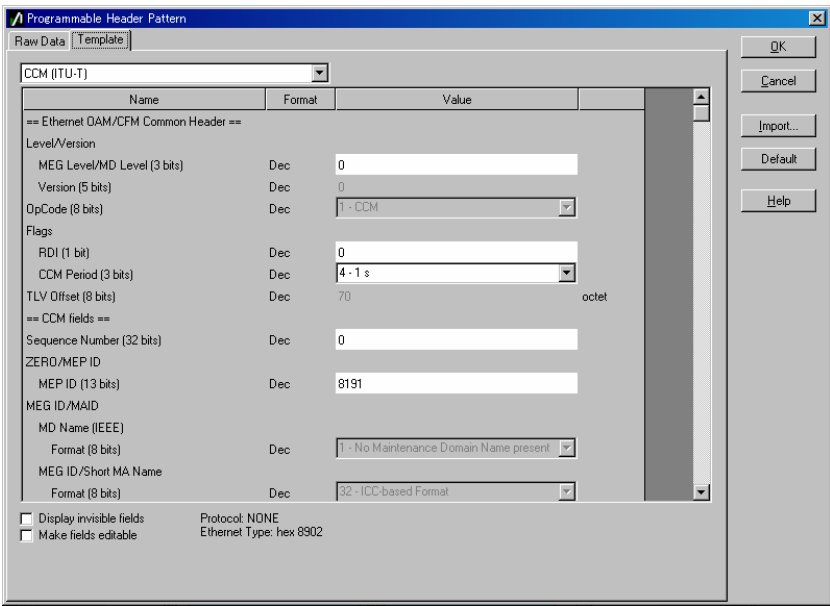 Programmable Header Pattern
Raw Data Template
OK
CCM (ITU-T)
Cancel
Name Format Value
== Ethernet OAM/CFM Common Header ==
Import...
Level/Version
MEG Level/MD Level (3 bits) Dec 0
Default
Version (5 bits) Dec 0
OpCode (8 bits) Dec 1 - CCM
Help
Flags
RDI (1 bit) Dec 0
CCM Period (3 bits) Dec 4 - 1 s
TLV Offset (8 bits) Dec 70 octet
== CCM fields ==
Sequence Number (32 bits) Dec 0
ZERO/MEP ID
MEP ID (13 bits) Dec 8191
MEG ID/MAID
MD Name (IEEE)
Format (8 bits) Dec 1 - No Maintenance Domain Name present
MEG ID/Short MA Name
Format (8 bits) Dec 32 - ICC-based Format
Display invisible fields Protocol: NONE
Make fields editable Ethernet Type: hex 8902